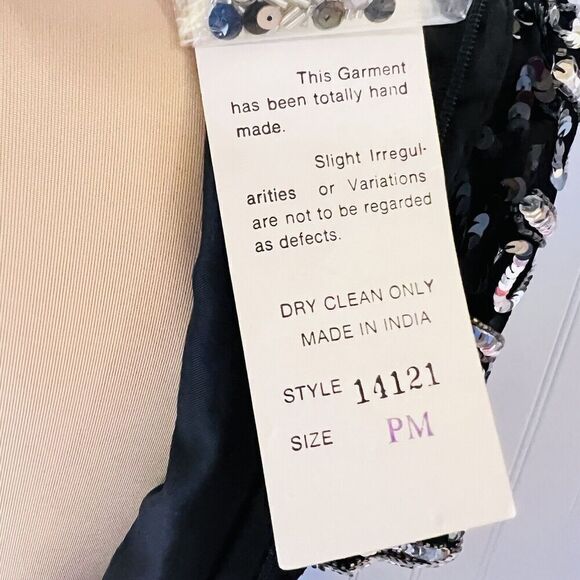 This Garment
has been totally hand
made.
Slight Irregul-
arities or Variations
are not to be regarded
as defects.
DRY CLEAN ONLY
MADE IN INDIA
STYLE 14121
SIZE PM